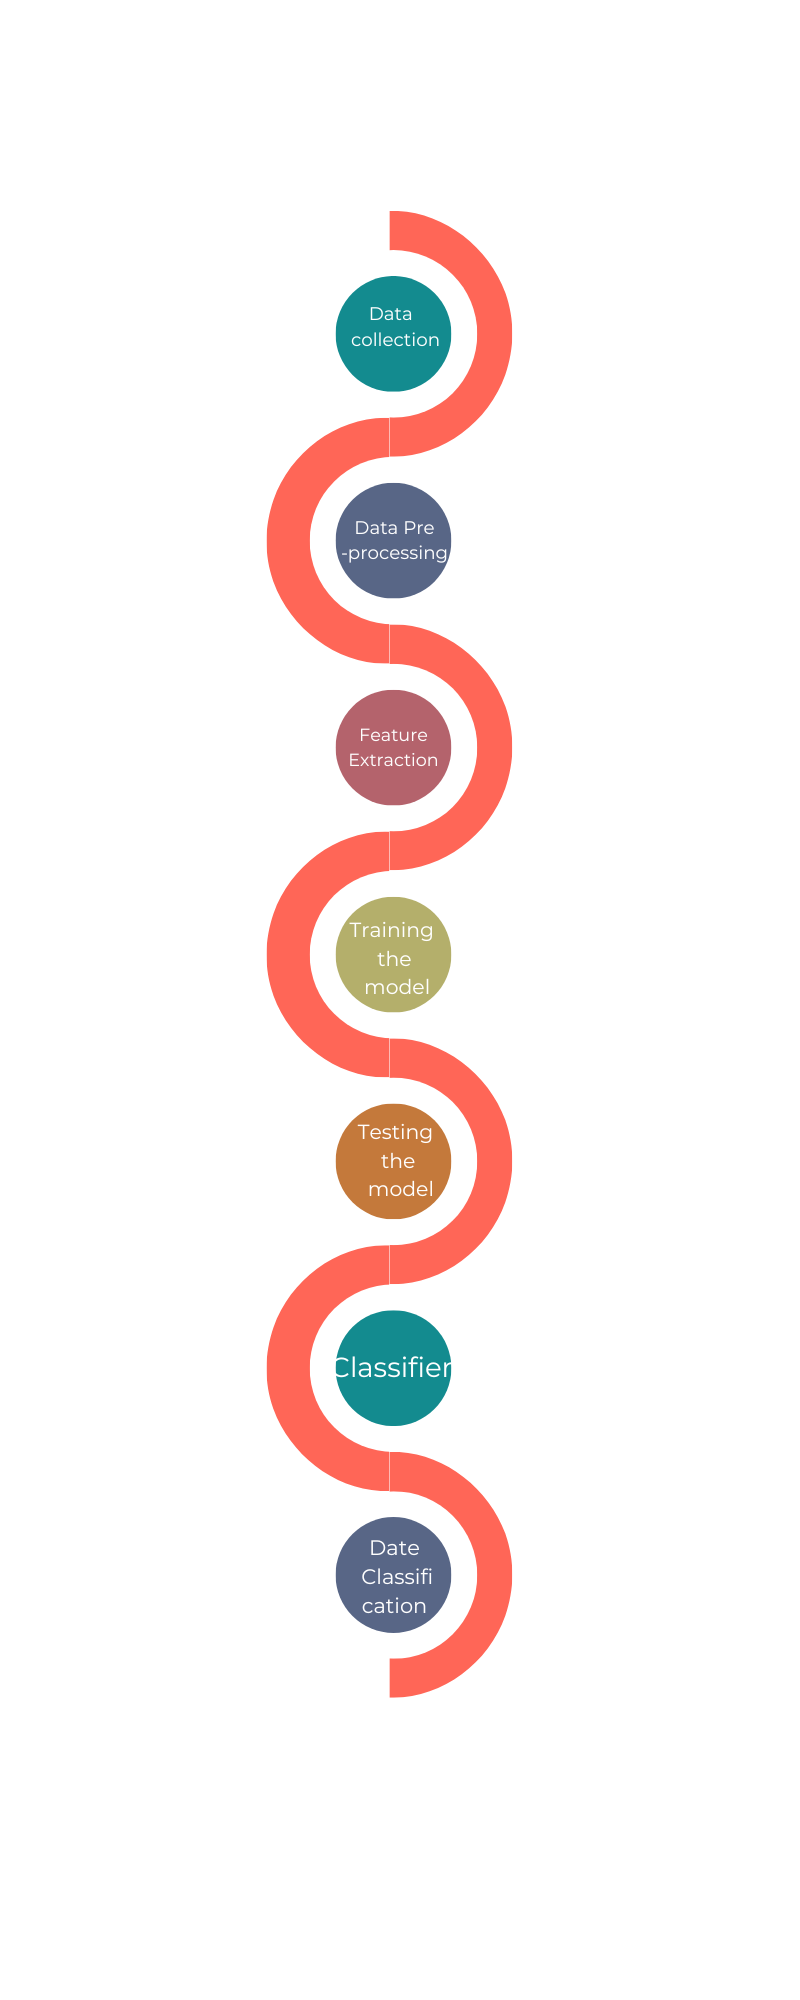 Data
collection
Data Pre
-processing
Feature
Extraction
Training
the
model
Testing
the
model
Classifier
Date
Classifi
cation